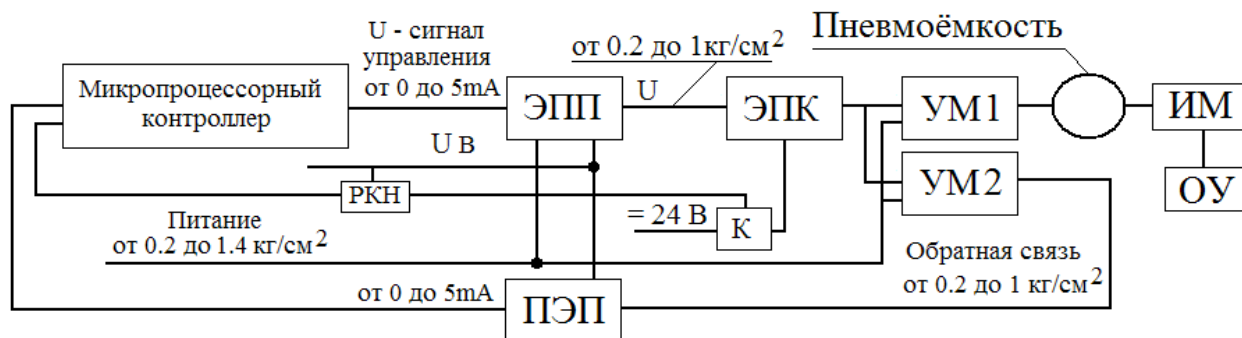 Пневмоёмкость
U - сигнал
управления
от 0 до 5mA
от 0.2 до 1кг/см2
Микропроцессорный
контроллер
ЭПП
U
ЭПК
УМ1
ИМ
U В
РКН
УМ2
ОУ
Питание
от 0.2 до 1.4 кг/см2
= 24 В
К
Обратная связь
от 0.2 до 1 кг/см2
от 0 до 5mA
ПЭП